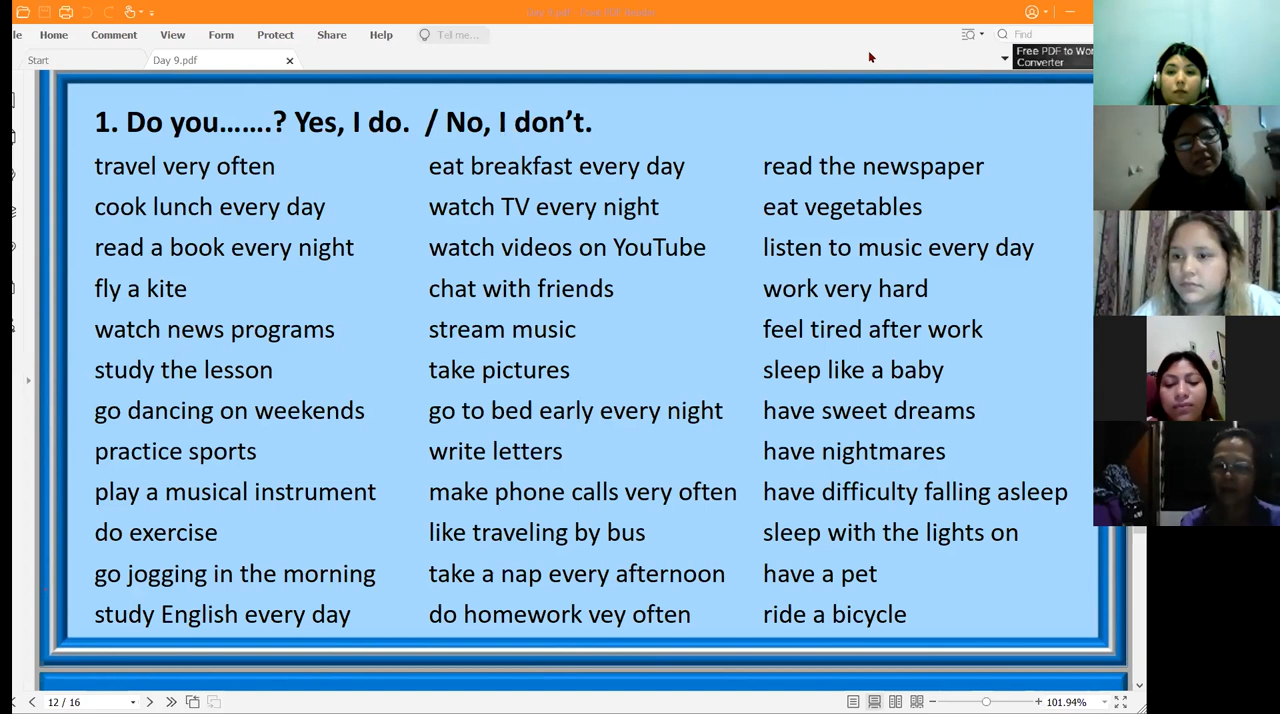 le Home Comment View Form Protect Share Help Tell me... Find
Start Day 9.pdf
Free PDF to Wor
Converter
1. Do you…….? Yes, I do. / No, I don't.
travel very often eat breakfast every day read the newspaper
cook lunch every day watch TV every night eat vegetables
read a book every night watch videos on YouTube listen to music every day
fly a kite chat with friends work very hard
watch news programs stream music feel tired after work
study the lesson take pictures sleep like a baby
go dancing on weekends go to bed early every night have sweet dreams
practice sports write letters have nightmares
play a musical instrument make phone calls very often have difficulty falling asleep
do exercise like traveling by bus sleep with the lights on
go jogging in the morning take a nap every afternoon have a pet
study English every day do homework vey often ride a bicycle
12 / 16 101.94%